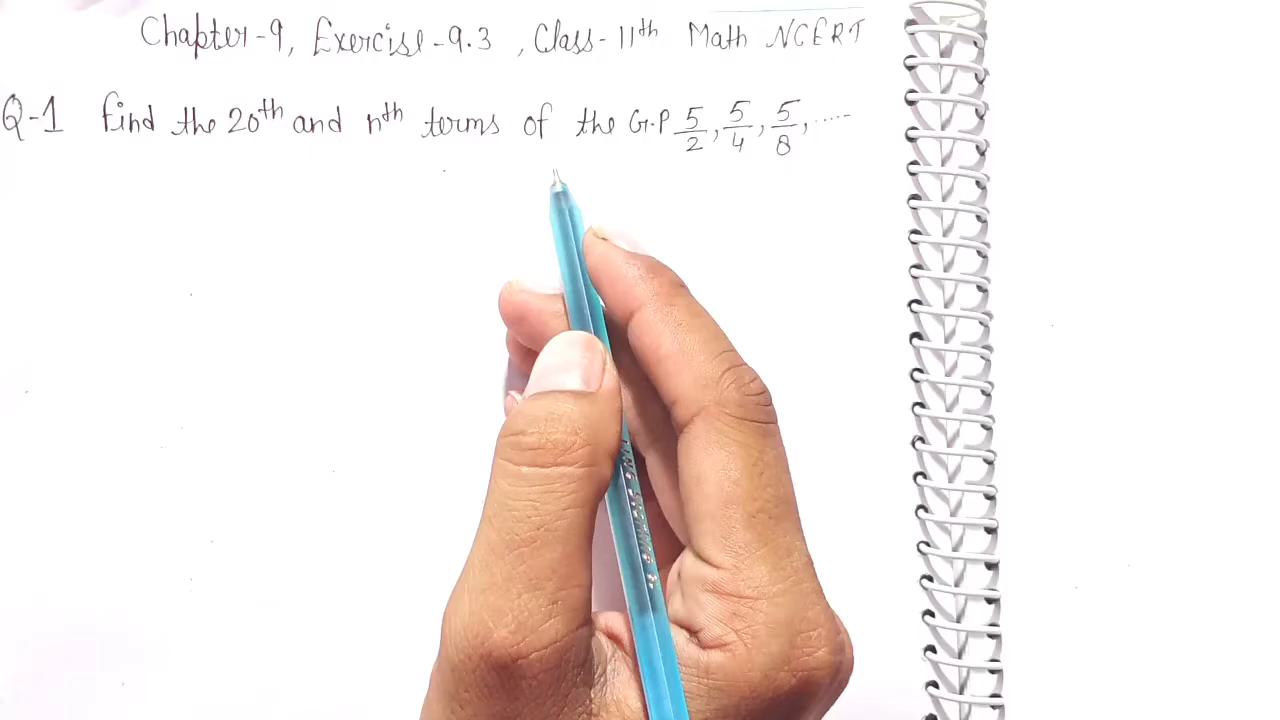 Chapter-9, Exercise-9.3, Class-11th Math NCERT
Q-1 Find the 20th and nth terms of the G.P 5/2, 5/4, 5/8, .....